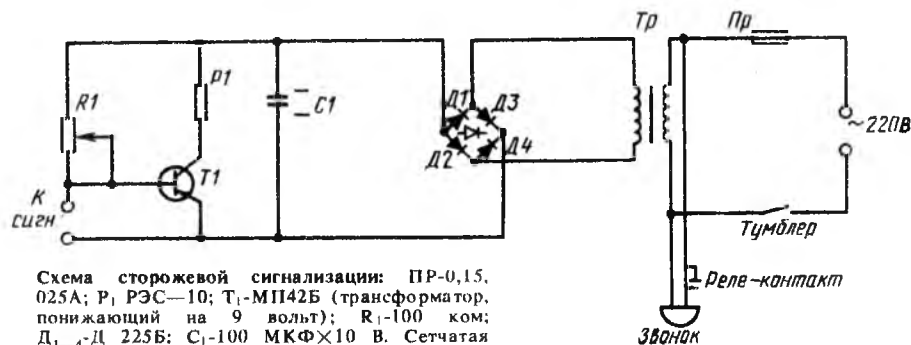 Тр
Пр
Р1
R1
С1
Д1
Д3
Д2
Д4
~220В
Т1
К
сигн
Тумблер
Реле-контакт
Звонок
Схема сторожевой сигнализации: ПР-0,15,
025А; Р₁ РЭС—10; Т₁-МП42Б (трансформатор,
понижающий на 9 вольт); R₁-100 ком;
Д₁₋₄-Д 225Б; С₁-100 МКФ×10 В. Сетчатая